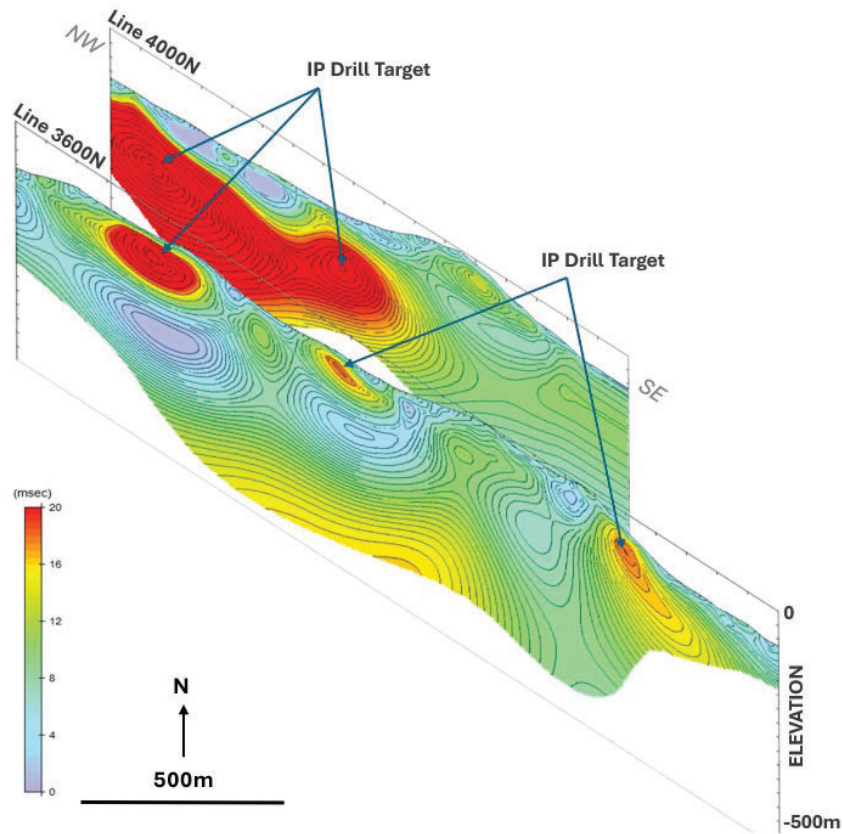 Line 4000N
NW
IP Drill Target
Line 3600N
IP Drill Target
SE
(msec)
20
16
12
8
4
0
N
500m
0
ELEVATION
-500m